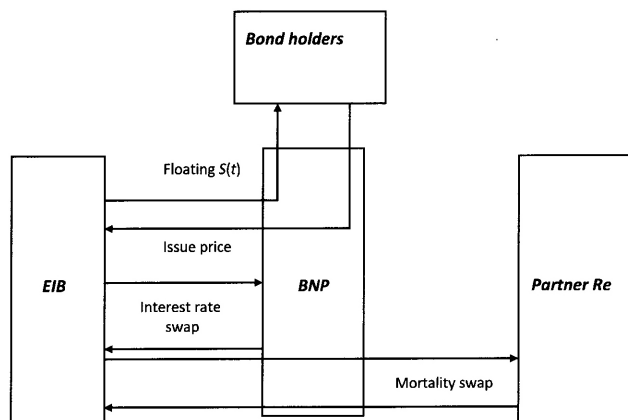 Bond holders
Floating S(t)
Issue price
EIB
BNP
Partner Re
Interest rate
swap
Mortality swap